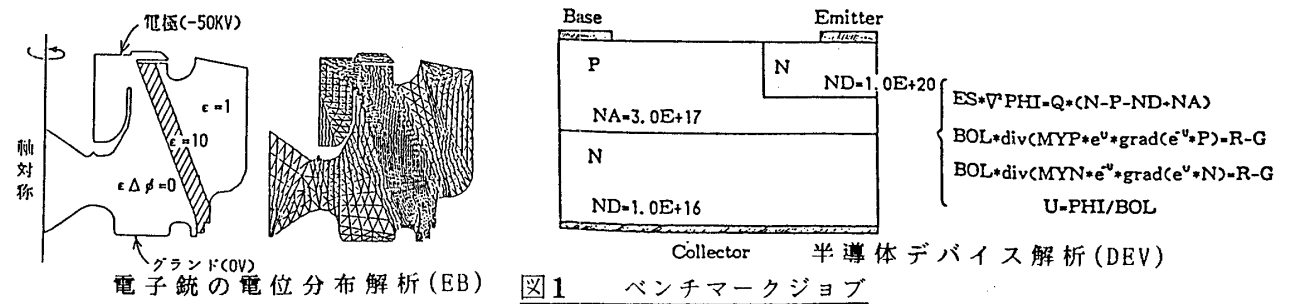 電極(-50KV)
ε=1
ε=10
軸対称
εΔφ=0
グランド(0V)
電子銃の電位分布解析(EB)
Base
Emitter
P
N
ND=1.0E+20
NA=3.0E+17
N
ND=1.0E+16
Collector
ES*∇²PHI=Q*(N-P-ND+NA)
BOL*div(MYP*e^U*grad(e^-U*P)=R-G
BOL*div(MYN*e^-U*grad(e^U*N)=R-G
U=PHI/BOL
半導体デバイス解析(DEV)
図1 ベンチマークジョブ